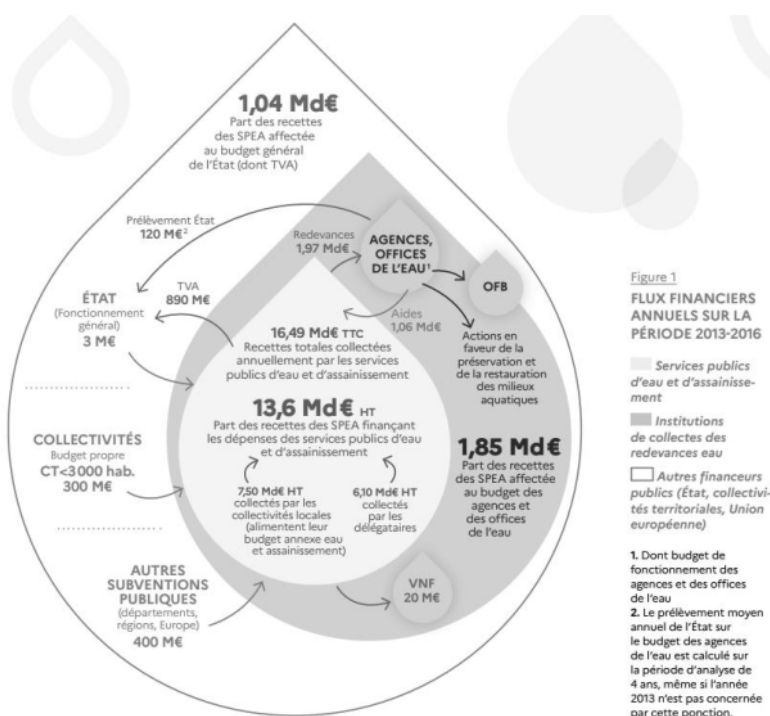 1,04 Md€
Part des recettes
des SPEA affectée
au budget général
de l'État (dont TVA)
Prélèvement État
120 M€²
Redevances
1,97 Md€
AGENCES,
OFFICES
DE L'EAU¹
OFB
TVA
890 M€
ÉTAT
(Fonctionnement
général)
3 M€
Aides
1,06 Md€
Actions en
faveur de la
préservation et
de la restauration
des milieux
aquatiques
16,49 Md€ TTC
Recettes totales collectées
annuellement par les services
publics d'eau et d'assainissement
13,6 Md€ HT
Part des recettes des SPEA finançant
les dépenses des services publics d'eau
et d'assainissement
COLLECTIVITÉS
Budget propre
CT<3 000 hab.
300 M€
1,85 Md€
Part des recettes
des SPEA affectée
au budget des
agences et
des offices
de l'eau
7,50 Md€ HT
collectés par les
collectivités locales
(alimentent leur
budget annexe eau
et assainissement)
6,10 Md€ HT
collectés
par les
délégataires
AUTRES
SUBVENTIONS
PUBLIQUES
(départements,
régions, Europe)
400 M€
VNF
20 M€
Figure 1
FLUX FINANCIERS
ANNUELS SUR LA
PÉRIODE 2013-2016
Services publics
d'eau et d'assainisse-
ment
Institutions
de collectes des
redevances eau
Autres financeurs
publics (État, collectivi-
tés territoriales, Union
européenne)
1. Dont budget de
fonctionnement des
agences et des offices
de l'eau
2. Le prélèvement moyen
annuel de l'État sur
le budget des agences
de l'eau est calculé sur
la période d'analyse de
4 ans, même si l'année
2013 n'est pas concernée
par cette ponction.